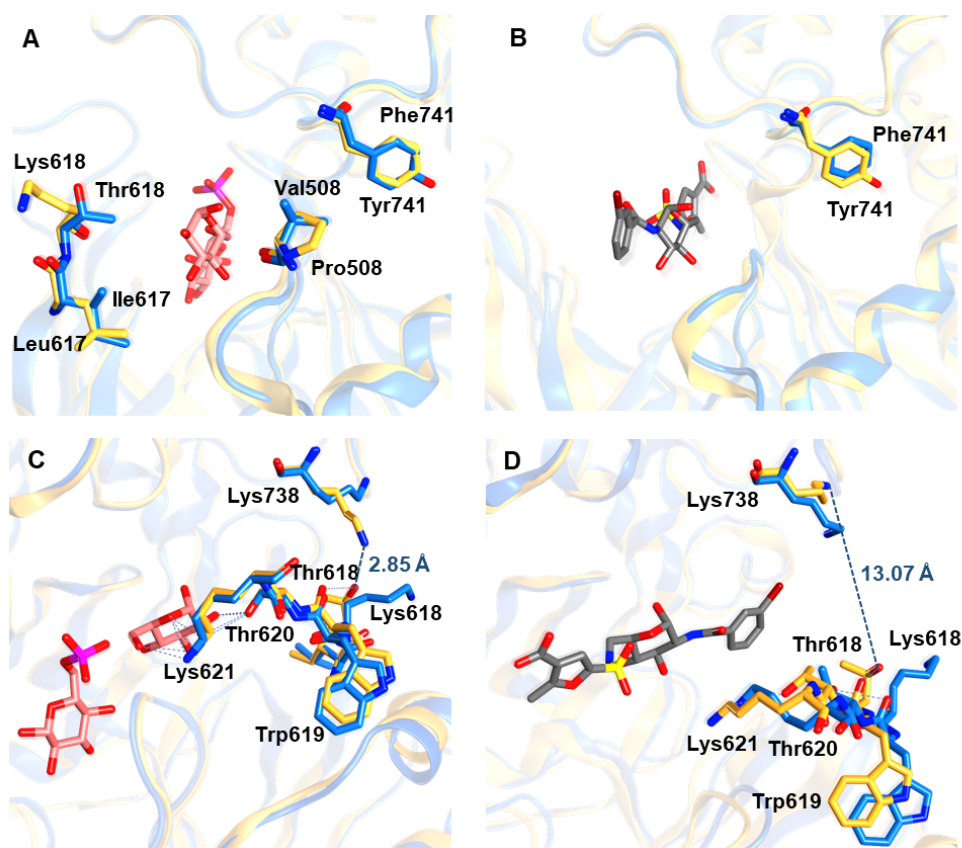 A
Phe741
Lys618
Thr618
Val508
Tyr741
Pro508
Ile617
Leu617
B
Phe741
Tyr741
C
Lys738
2.85 Å
Thr618
Lys618
Thr620
Lys621
Trp619
D
Lys738
13.07 Å
Thr618
Lys618
Lys621
Thr620
Trp619